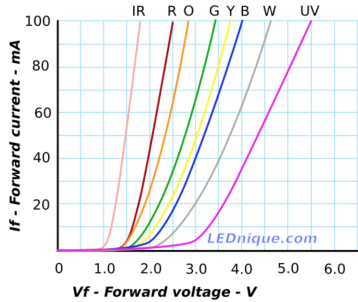 IR R O G Y B W UV
100
80
60
40
20
If - Forward current - mA
LEDnique.com
0 1.0 2.0 3.0 4.0 5.0 6.0
Vf - Forward voltage - V